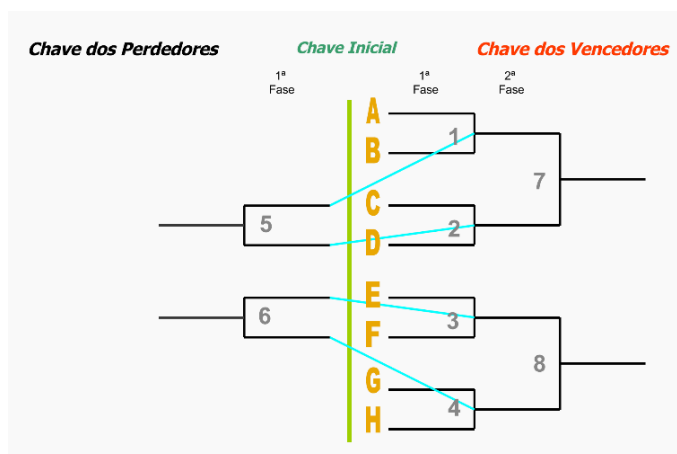 Chave dos Perdedores
Chave Inicial
Chave dos Vencedores
1ª
Fase
1ª
Fase
2ª
Fase
A
1
B
7
C
5
2
D
E
6
3
F
8
G
4
H